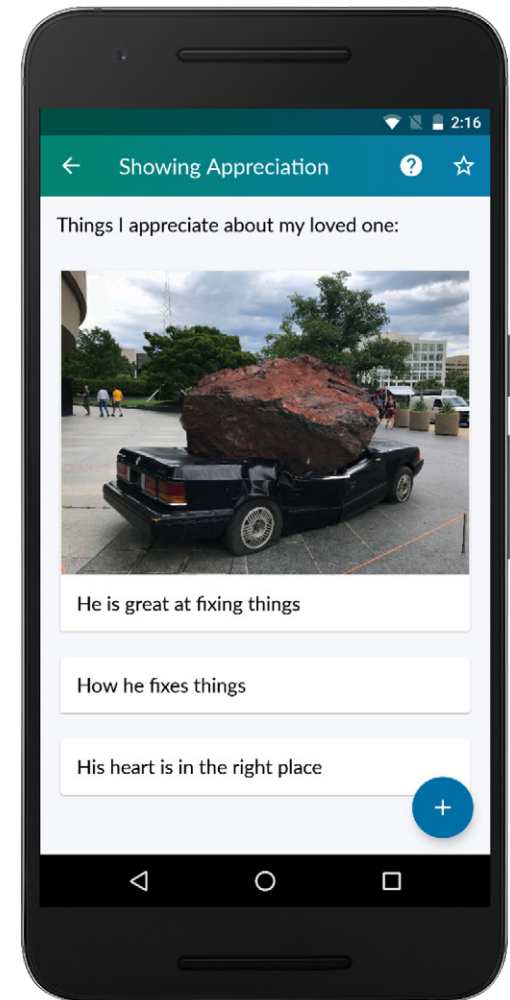 2:16
Showing Appreciation
Things I appreciate about my loved one:
He is great at fixing things
How he fixes things
His heart is in the right place